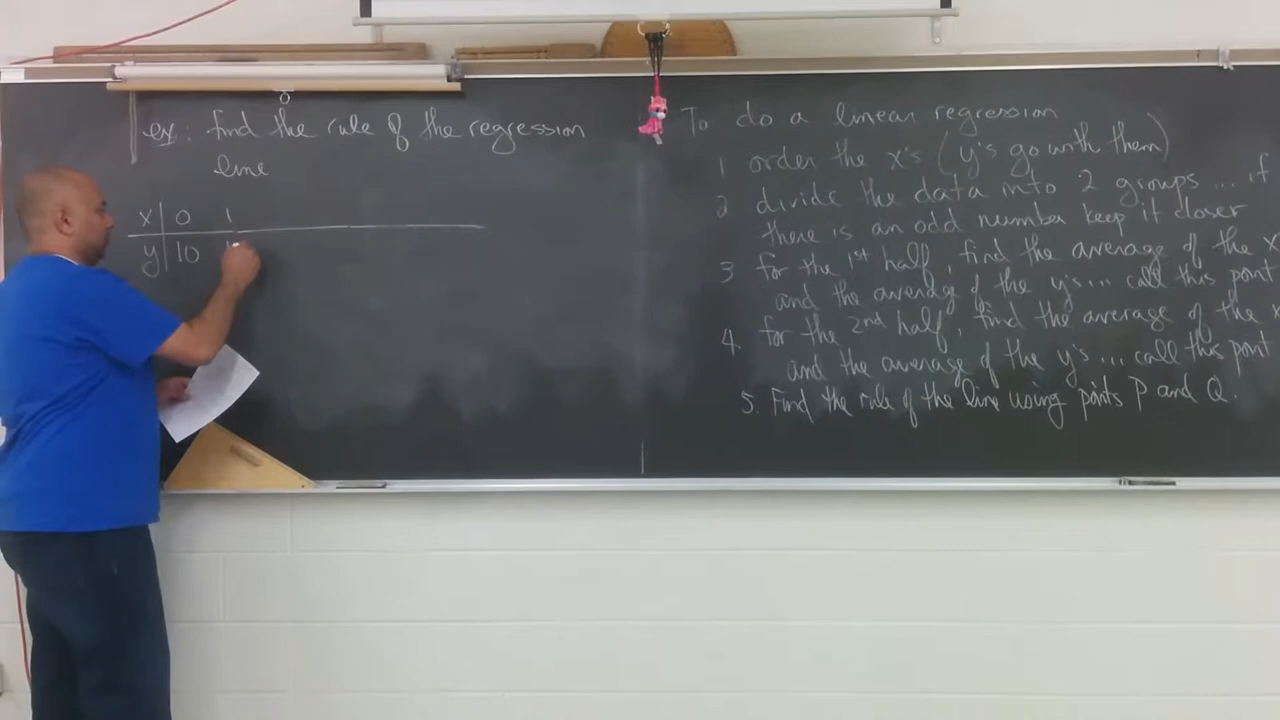 ex: find the rule of the regression
line
x 0 1
y 10
To do a linear regression
1 order the x's (y's go with them)
2 divide the data into 2 groups ... if
there is an odd number keep it closer
3 for the 1st half, find the average of the x
and the average of the y's ... call this point
4. for the 2nd half, find the average of the x
and the average of the y's ... call this point
5. Find the rule of the line using points P and Q.